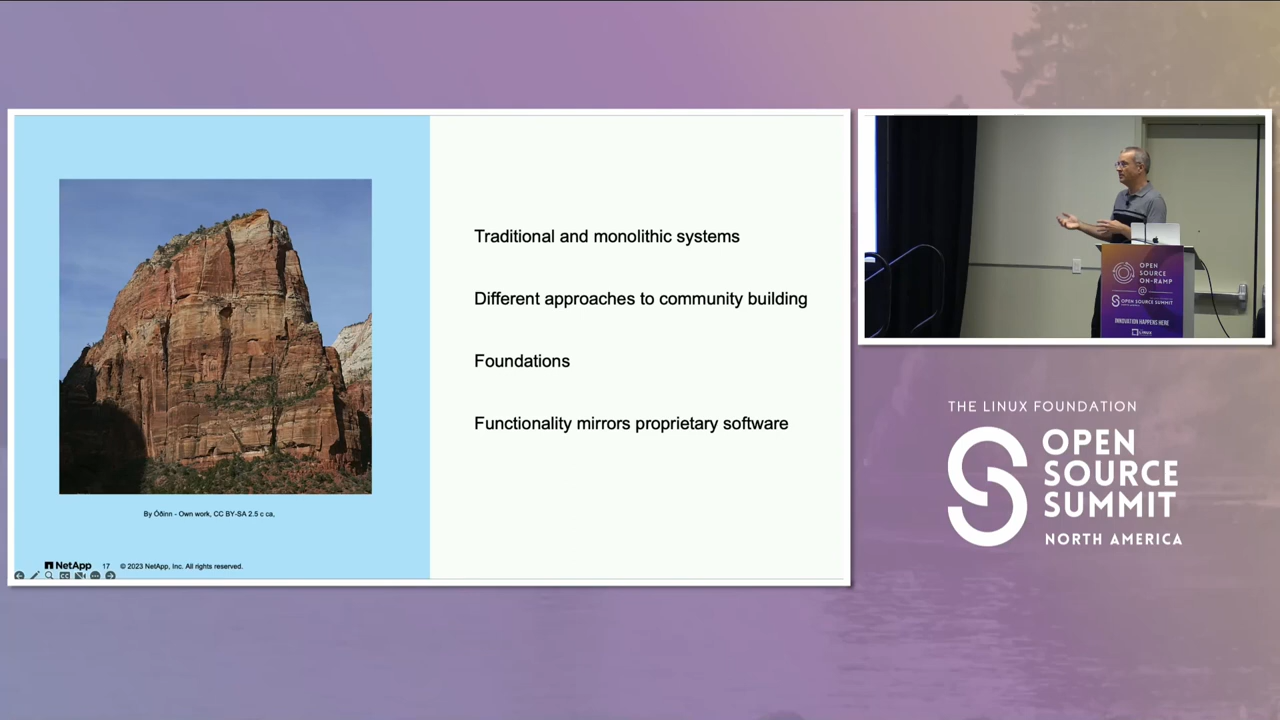 Traditional and monolithic systems
Different approaches to community building
Foundations
Functionality mirrors proprietary software
By Óðinn - Own work, CC BY-SA 2.5 c ca,
NetApp 17 © 2023 NetApp, Inc. All rights reserved.
OPEN
SOURCE
ON-RAMP
@
OPEN SOURCE SUMMIT
INNOVATION HAPPENS HERE
THE LINUX FOUNDATION
OPEN
SOURCE
SUMMIT
NORTH AMERICA